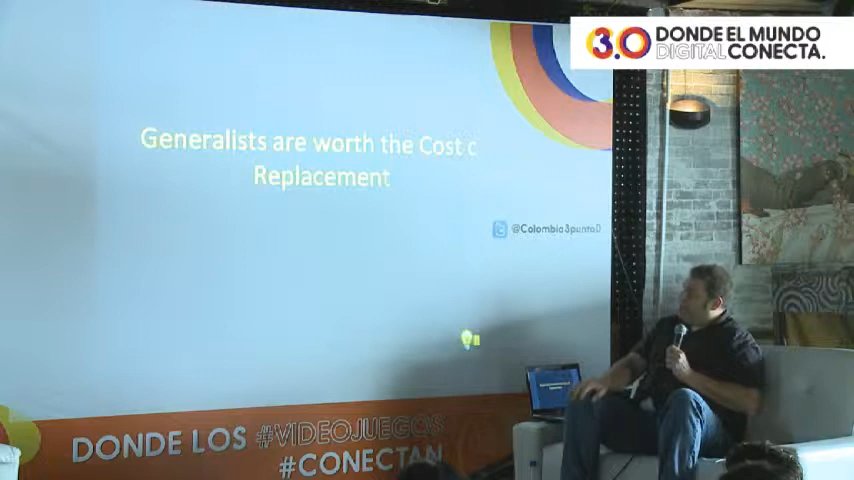 3.0 DONDE EL MUNDO
DIGITAL CONECTA.
Generalists are worth the Cost
Replacement
@Colombia3punto0
DONDE LOS #VIDEOJUEGOS
#CONECTAN